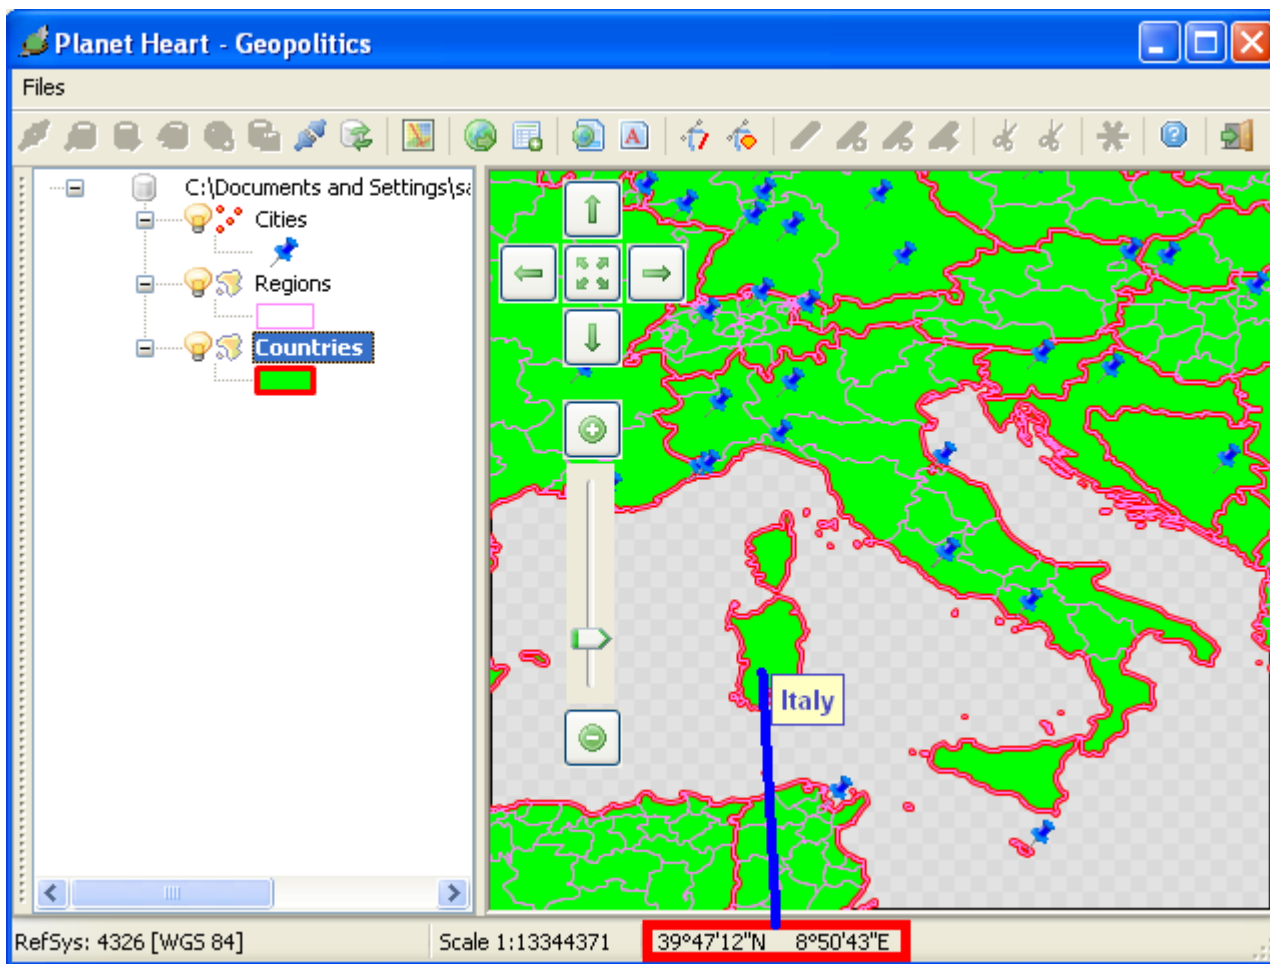 Planet Heart - Geopolitics
Files
C:\Documents and Settings\sa
Cities
Regions
Countries
Italy
RefSys: 4326 [WGS 84]
Scale 1:13344371
39°47'12"N 8°50'43"E